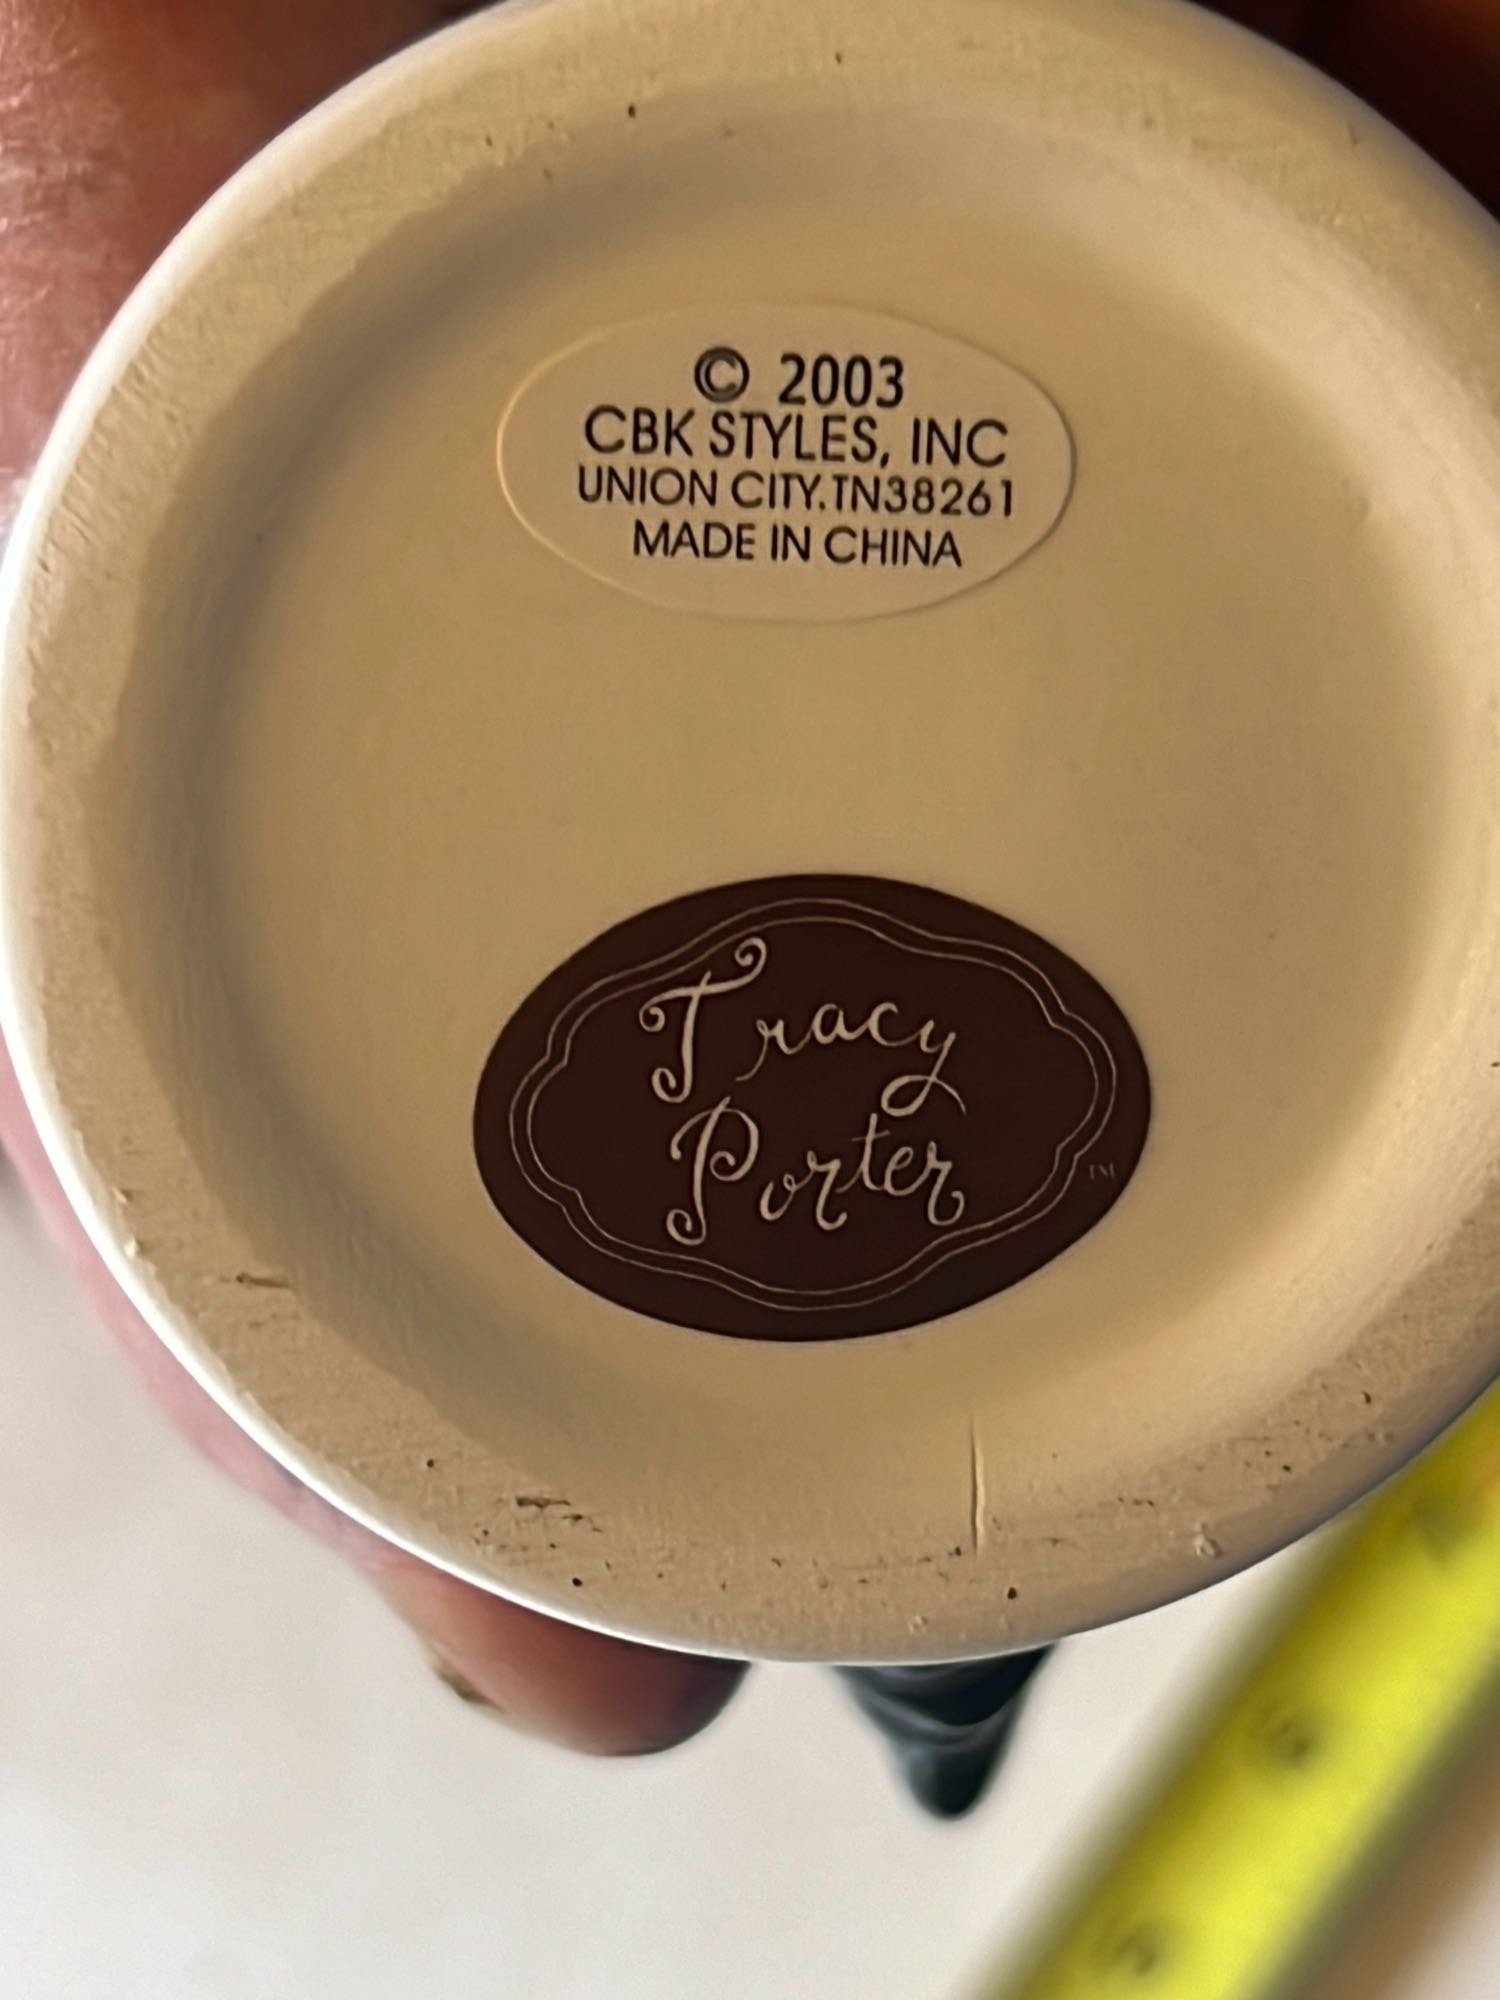 © 2003
CBK STYLES, INC
UNION CITY.TN38261
MADE IN CHINA
Tracy
Porter
TM